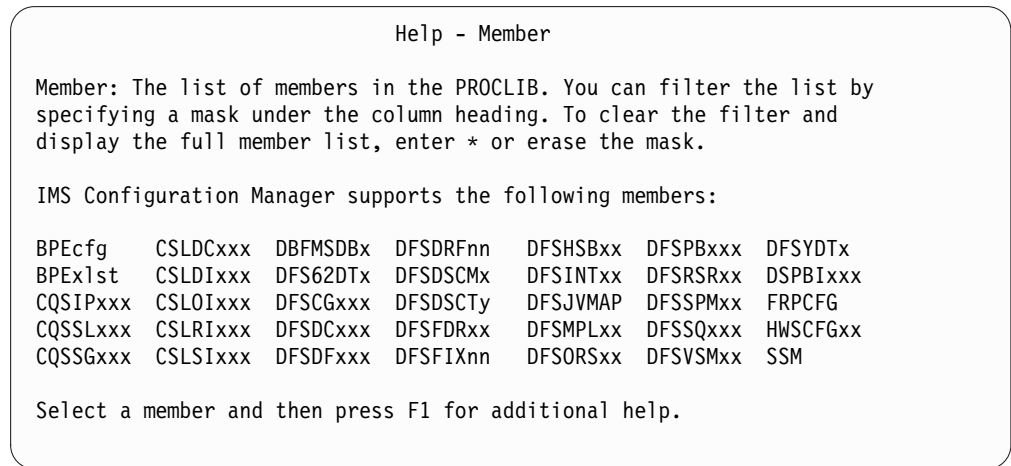 Help - Member
Member: The list of members in the PROCLIB. You can filter the list by
specifying a mask under the column heading. To clear the filter and
display the full member list, enter * or erase the mask.
IMS Configuration Manager supports the following members:
BPEcfg CSLDCxxx DBFMSDBx DFSDRFnn DFSHSBxx DFSPBxxx DFSYDTx
BPExlst CSLDIxxx DFS62DTx DFSDSCMx DFSINTxx DFSRSRxx DSPBIxxx
CQSIPxxx CSLOIxxx DFSCGxxx DFSDSCTy DFSJVMAP DFSSPMxx FRPCFG
CQSSLxxx CSLRIxxx DFSDCxxx DFSFDRxx DFSMPLxx DFSSQxxx HWSCFGxx
CQSSGxxx CSLSIxxx DFSDFxxx DFSFIXnn DFSORSxx DFSVSMxx SSM
Select a member and then press F1 for additional help.